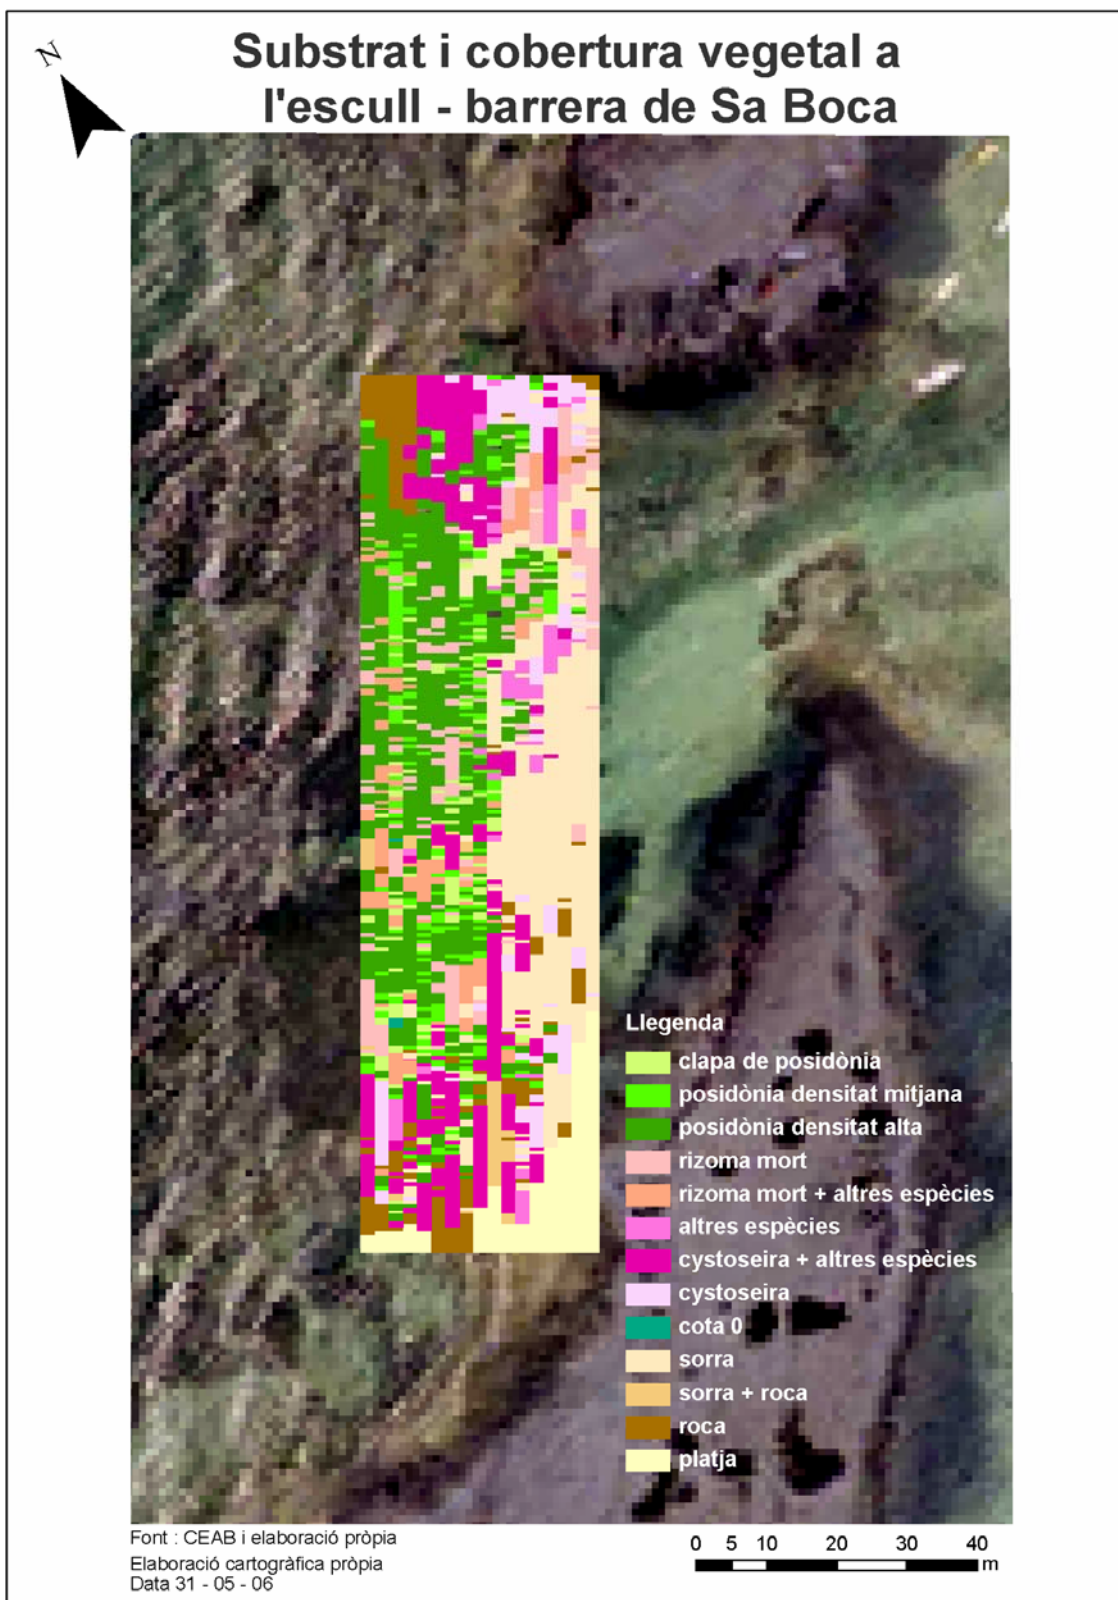 N
Substrat i cobertura vegetal a
l'escull - barrera de Sa Boca
Llegenda
clapa de posidònia
posidònia densitat mitjana
posidònia densitat alta
rizoma mort
rizoma mort + altres espècies
altres espècies
cystoseira + altres espècies
cystoseira
cota 0
sorra
sorra + roca
roca
platja
Font : CEAB i elaboració pròpia
Elaboració cartogràfica pròpia
Data 31 - 05 - 06
0 5 10 20 30 40
m